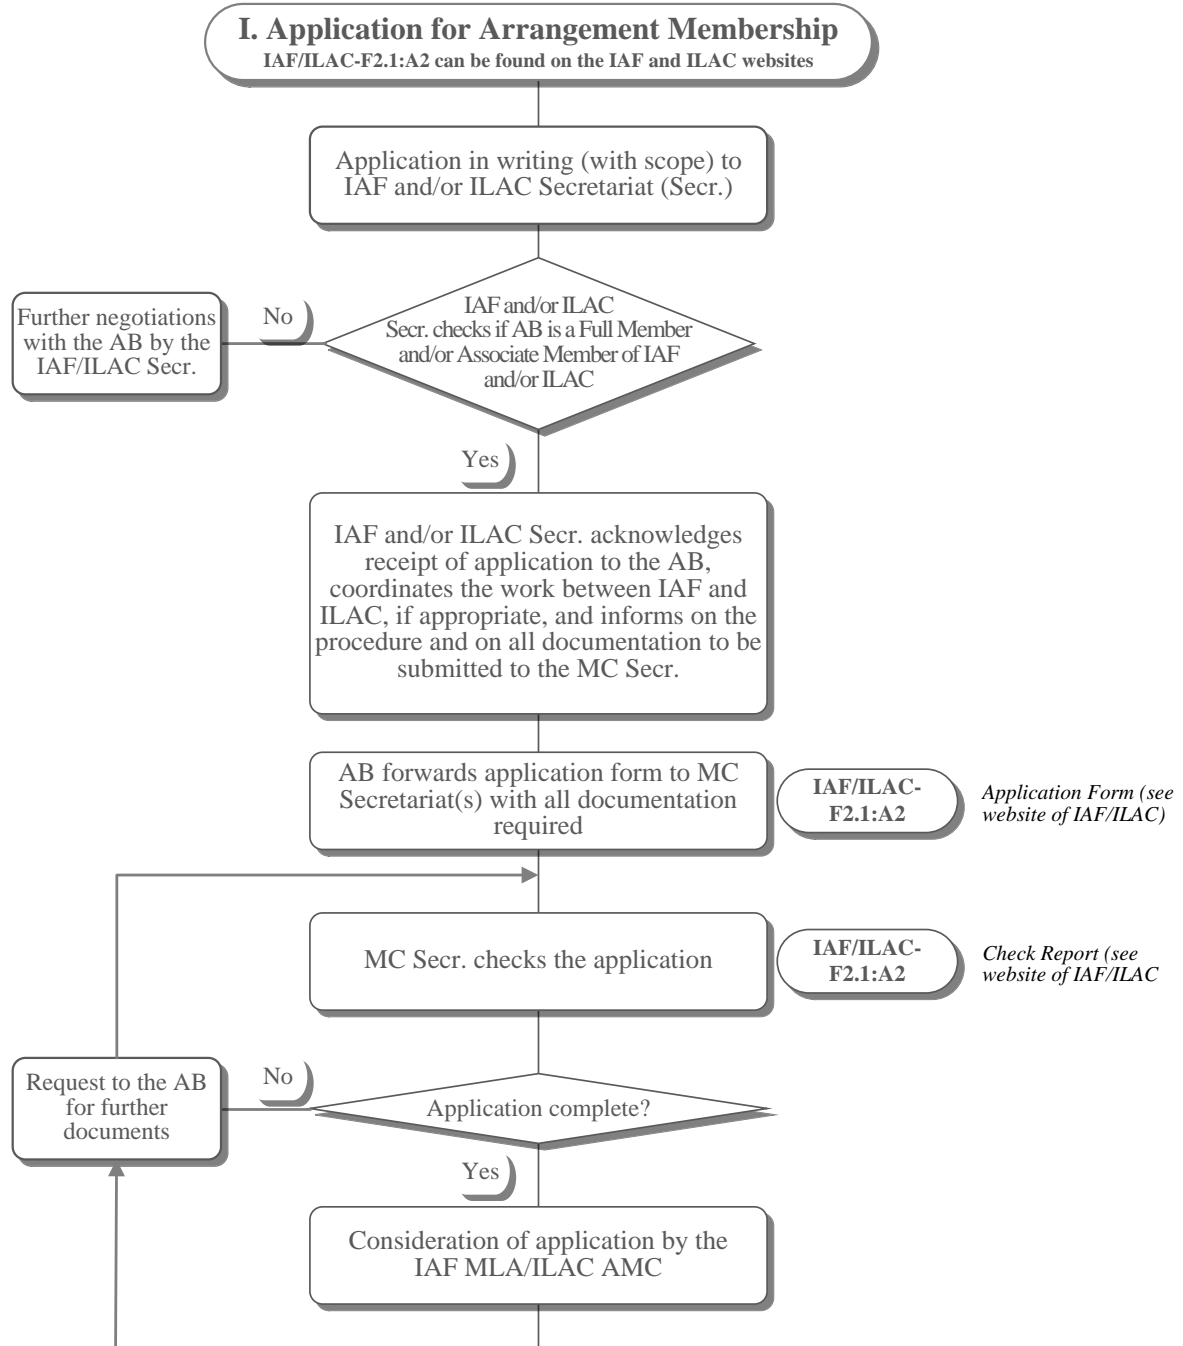 I. Application for Arrangement Membership
IAF/ILAC-F2.1:A2 can be found on the IAF and ILAC websites
Application in writing (with scope) to
IAF and/or ILAC Secretariat (Secr.)
IAF and/or ILAC
Secr. checks if AB is a Full Member
and/or Associate Member of IAF
and/or ILAC
No
Further negotiations
with the AB by the
IAF/ILAC Secr.
Yes
IAF and/or ILAC Secr. acknowledges
receipt of application to the AB,
coordinates the work between IAF and
ILAC, if appropriate, and informs on the
procedure and on all documentation to be
submitted to the MC Secr.
AB forwards application form to MC
Secretariat(s) with all documentation
required
IAF/ILAC-
F2.1:A2
Application Form (see
website of IAF/ILAC)
MC Secr. checks the application
IAF/ILAC-
F2.1:A2
Check Report (see
website of IAF/ILAC
Application complete?
No
Request to the AB
for further
documents
Yes
Consideration of application by the
IAF MLA/ILAC AMC